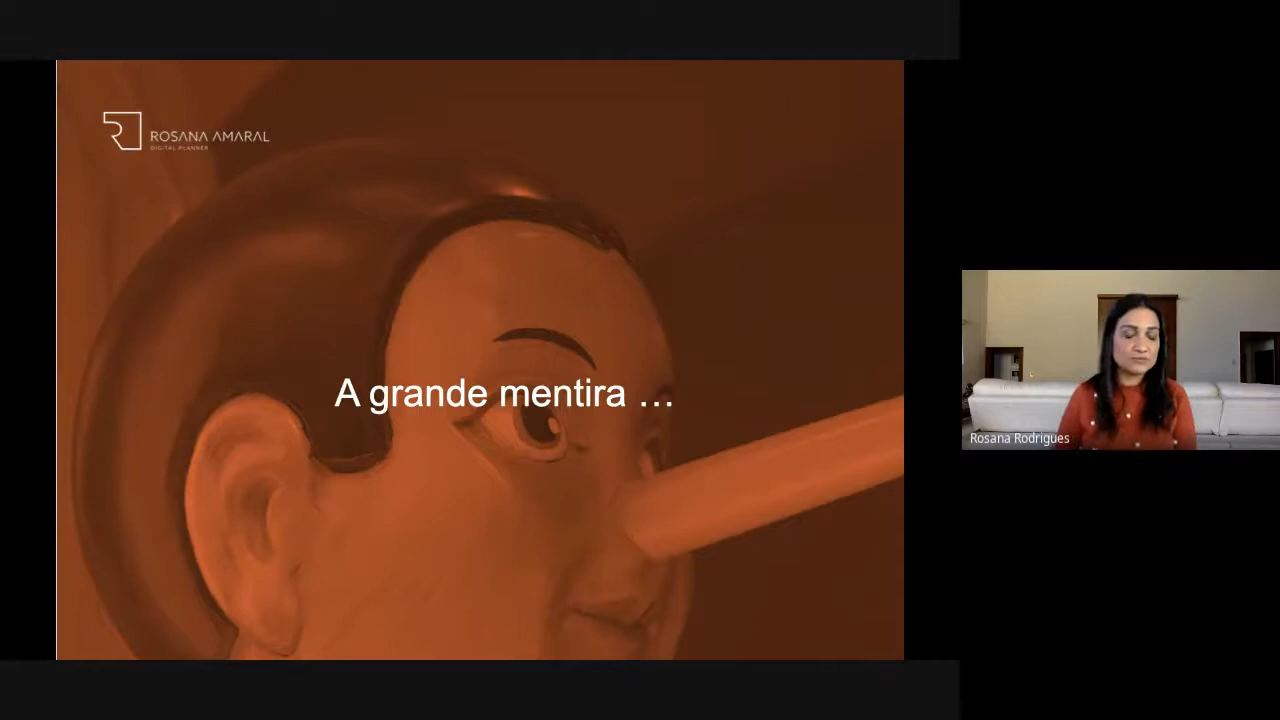 ROSANA AMARAL
DIGITAL PLANNER
A grande mentira ...
Rosana Rodrigues